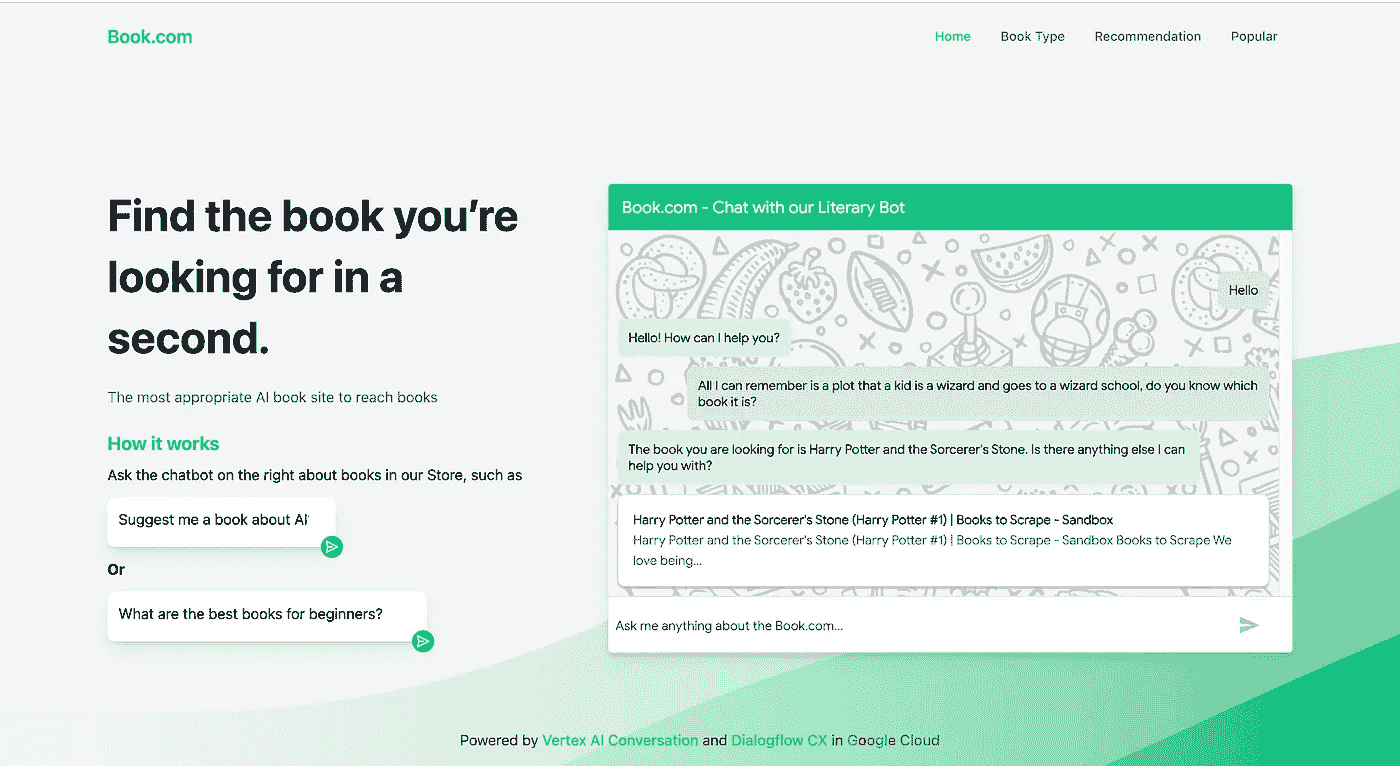 Book.com
Home Book Type Recommendation Popular
Find the book you're
looking for in a
second.
The most appropriate AI book site to reach books
How it works
Ask the chatbot on the right about books in our Store, such as
Suggest me a book about AI'
Or
What are the best books for beginners?
Book.com - Chat with our Literary Bot
Hello
Hello! How can I help you?
All I can remember is a plot that a kid is a wizard and goes to a wizard school, do you know which
book it is?
The book you are looking for is Harry Potter and the Sorcerer's Stone. Is there anything else I can
help you with?
Harry Potter and the Sorcerer's Stone (Harry Potter #1) | Books to Scrape - Sandbox
Harry Potter and the Sorcerer's Stone (Harry Potter #1) | Books to Scrape - Sandbox Books to Scrape We
love being...
Ask me anything about the Book.com...
Powered by Vertex AI Conversation and Dialogflow CX in Google Cloud